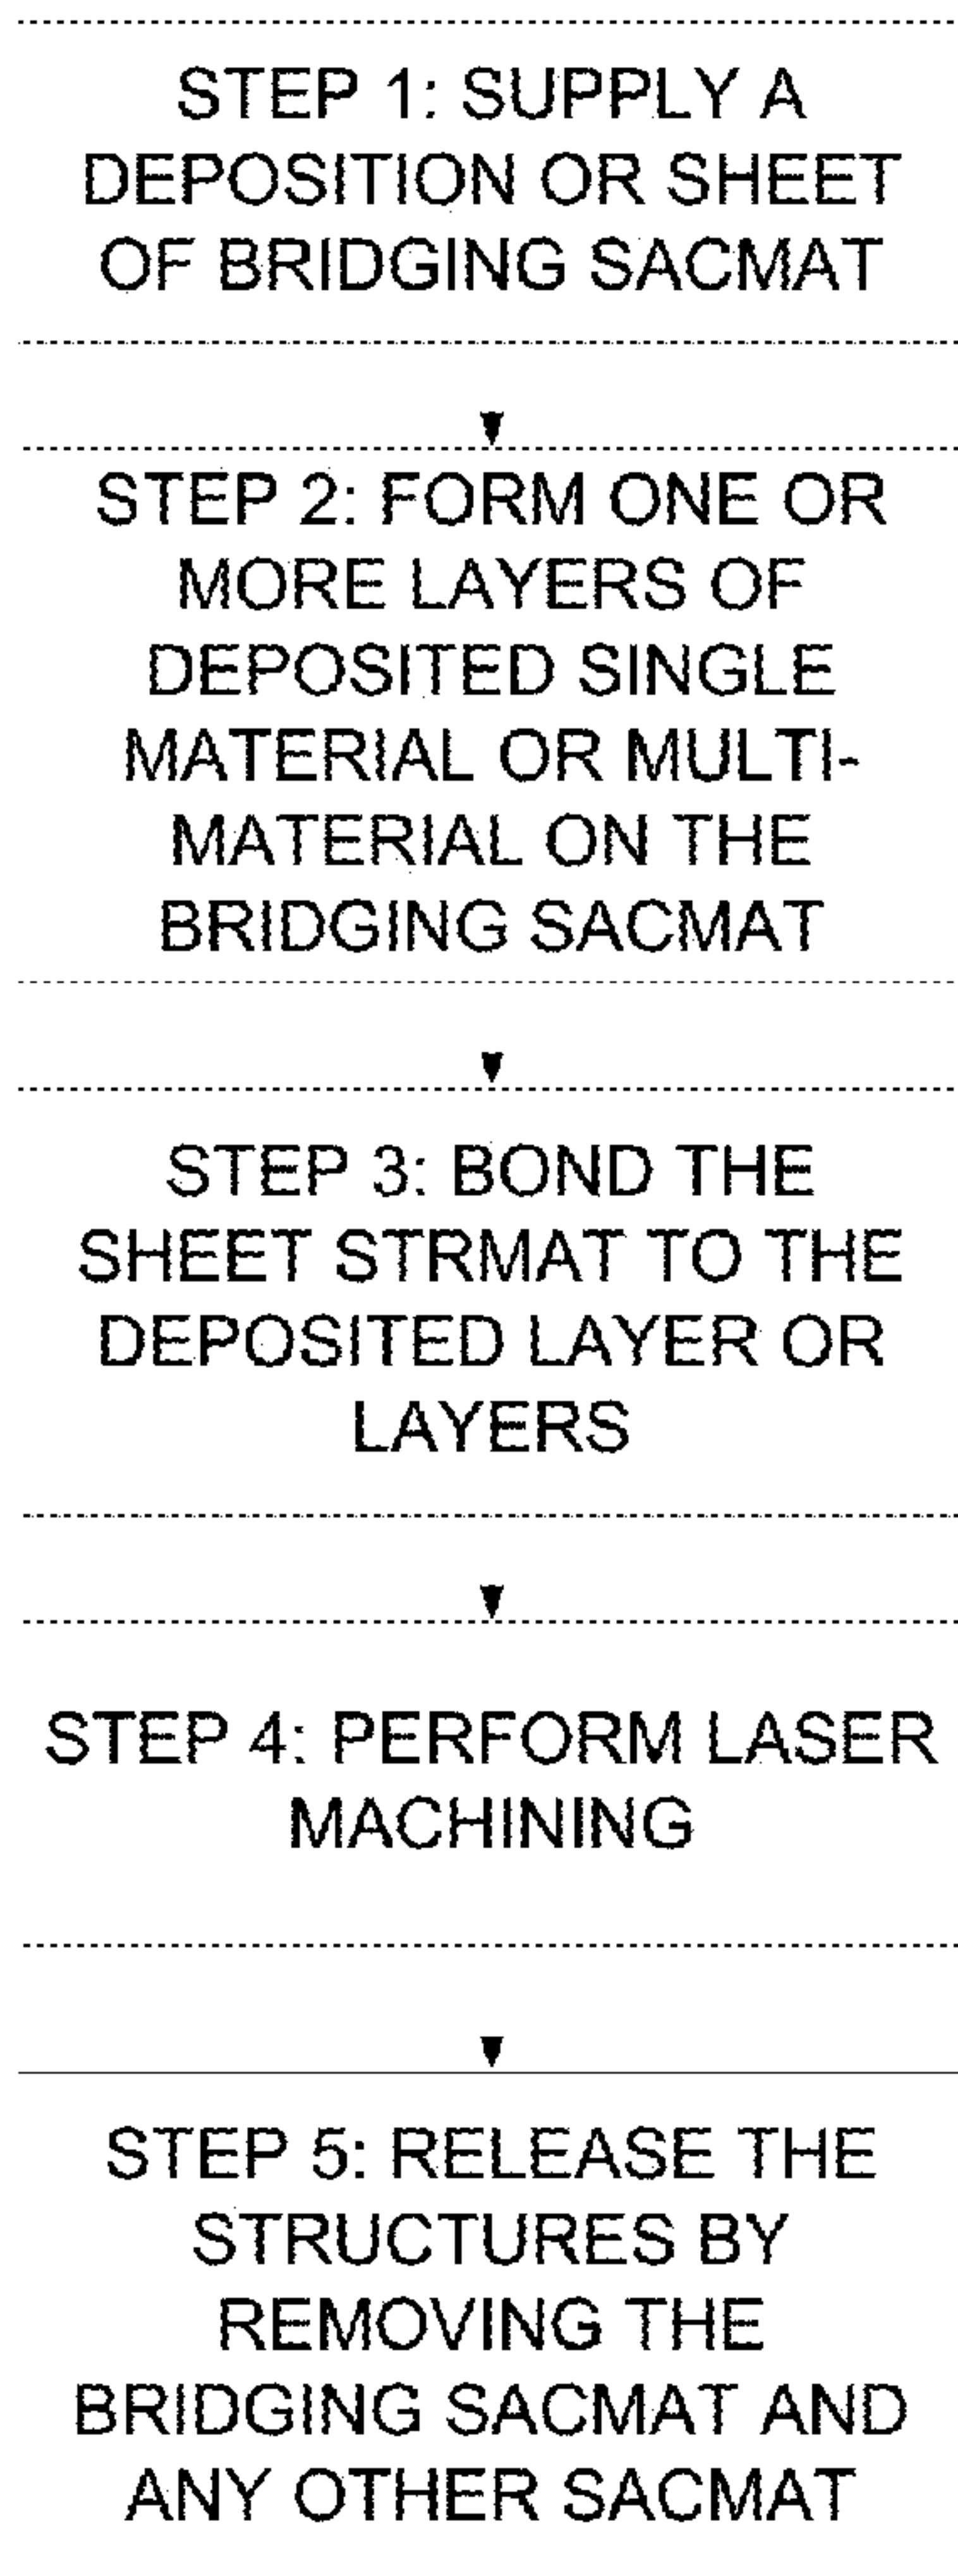 STEP 1: SUPPLY A
DEPOSITION OR SHEET
OF BRIDGING SACMAT
STEP 2: FORM ONE OR
MORE LAYERS OF
DEPOSITED SINGLE
MATERIAL OR MULTI-
MATERIAL ON THE
BRIDGING SACMAT
STEP 3: BOND THE
SHEET STRMAT TO THE
DEPOSITED LAYER OR
LAYERS
STEP 4: PERFORM LASER
MACHINING
STEP 5: RELEASE THE
STRUCTURES BY
REMOVING THE
BRIDGING SACMAT AND
ANY OTHER SACMAT